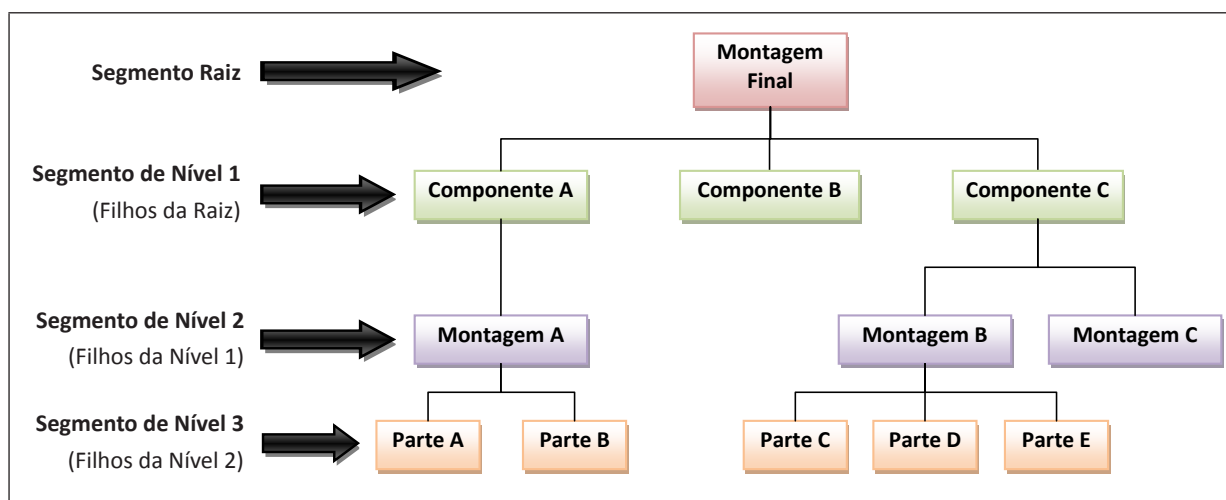 Segmento Raiz
Montagem
Final
Segmento de Nível 1
(Filhos da Raiz)
Componente A
Componente B
Componente C
Segmento de Nível 2
(Filhos da Nível 1)
Montagem A
Montagem B
Montagem C
Segmento de Nível 3
(Filhos da Nível 2)
Parte A
Parte B
Parte C
Parte D
Parte E